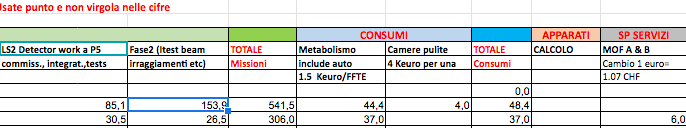 Usate punto e non virgola nelle cifre
CONSUMI APPARATI SP SERVIZI
LS2 Detector work a P5 Fase2 (Itest beam TOTALE Metabolismo Camere pulite TOTALE CALCOLO MOF A & B
commiss., integrat.,tests irraggiamenti etc) Missioni include auto 4 Keuro per una Consumi Cambio 1 euro=
1.5 Keuro/FFTE 1.07 CHF
0,0
85,1 153,9 541,5 44,4 4,0 48,4
30,5 26,5 306,0 37,0 37,0 6,0